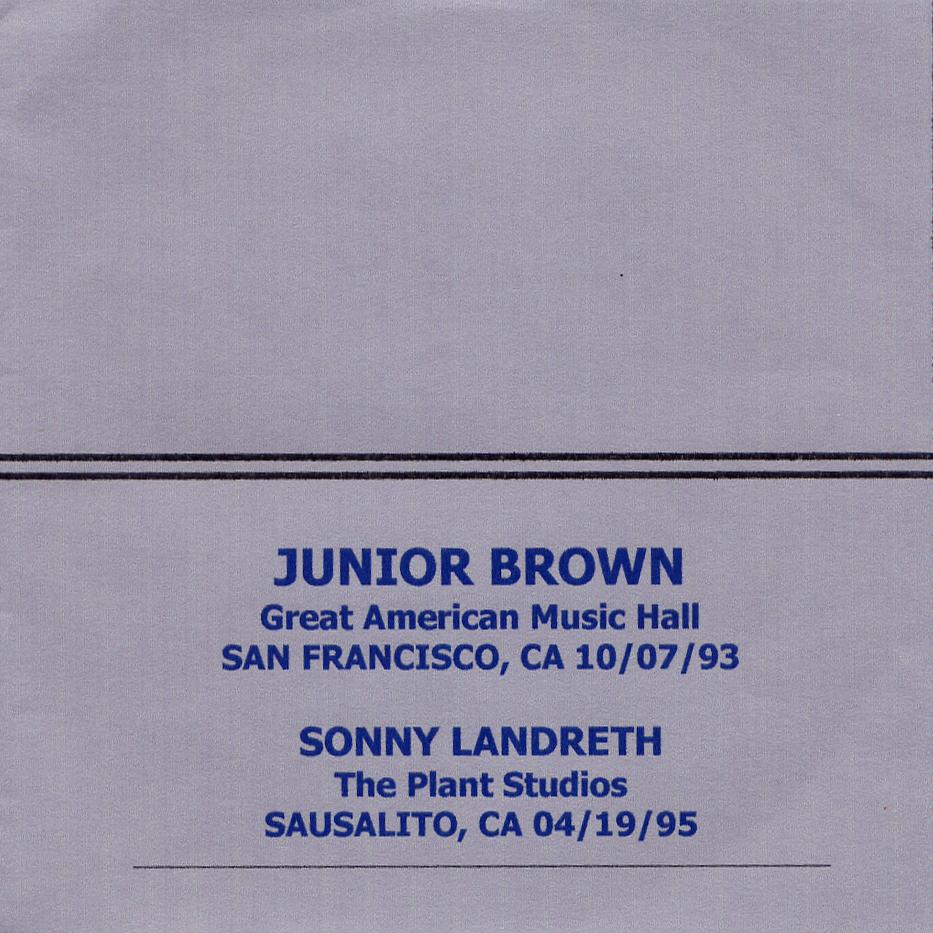 JUNIOR BROWN
Great American Music Hall
SAN FRANCISCO, CA 10/07/93
SONNY LANDRETH
The Plant Studios
SAUSALITO, CA 04/19/95